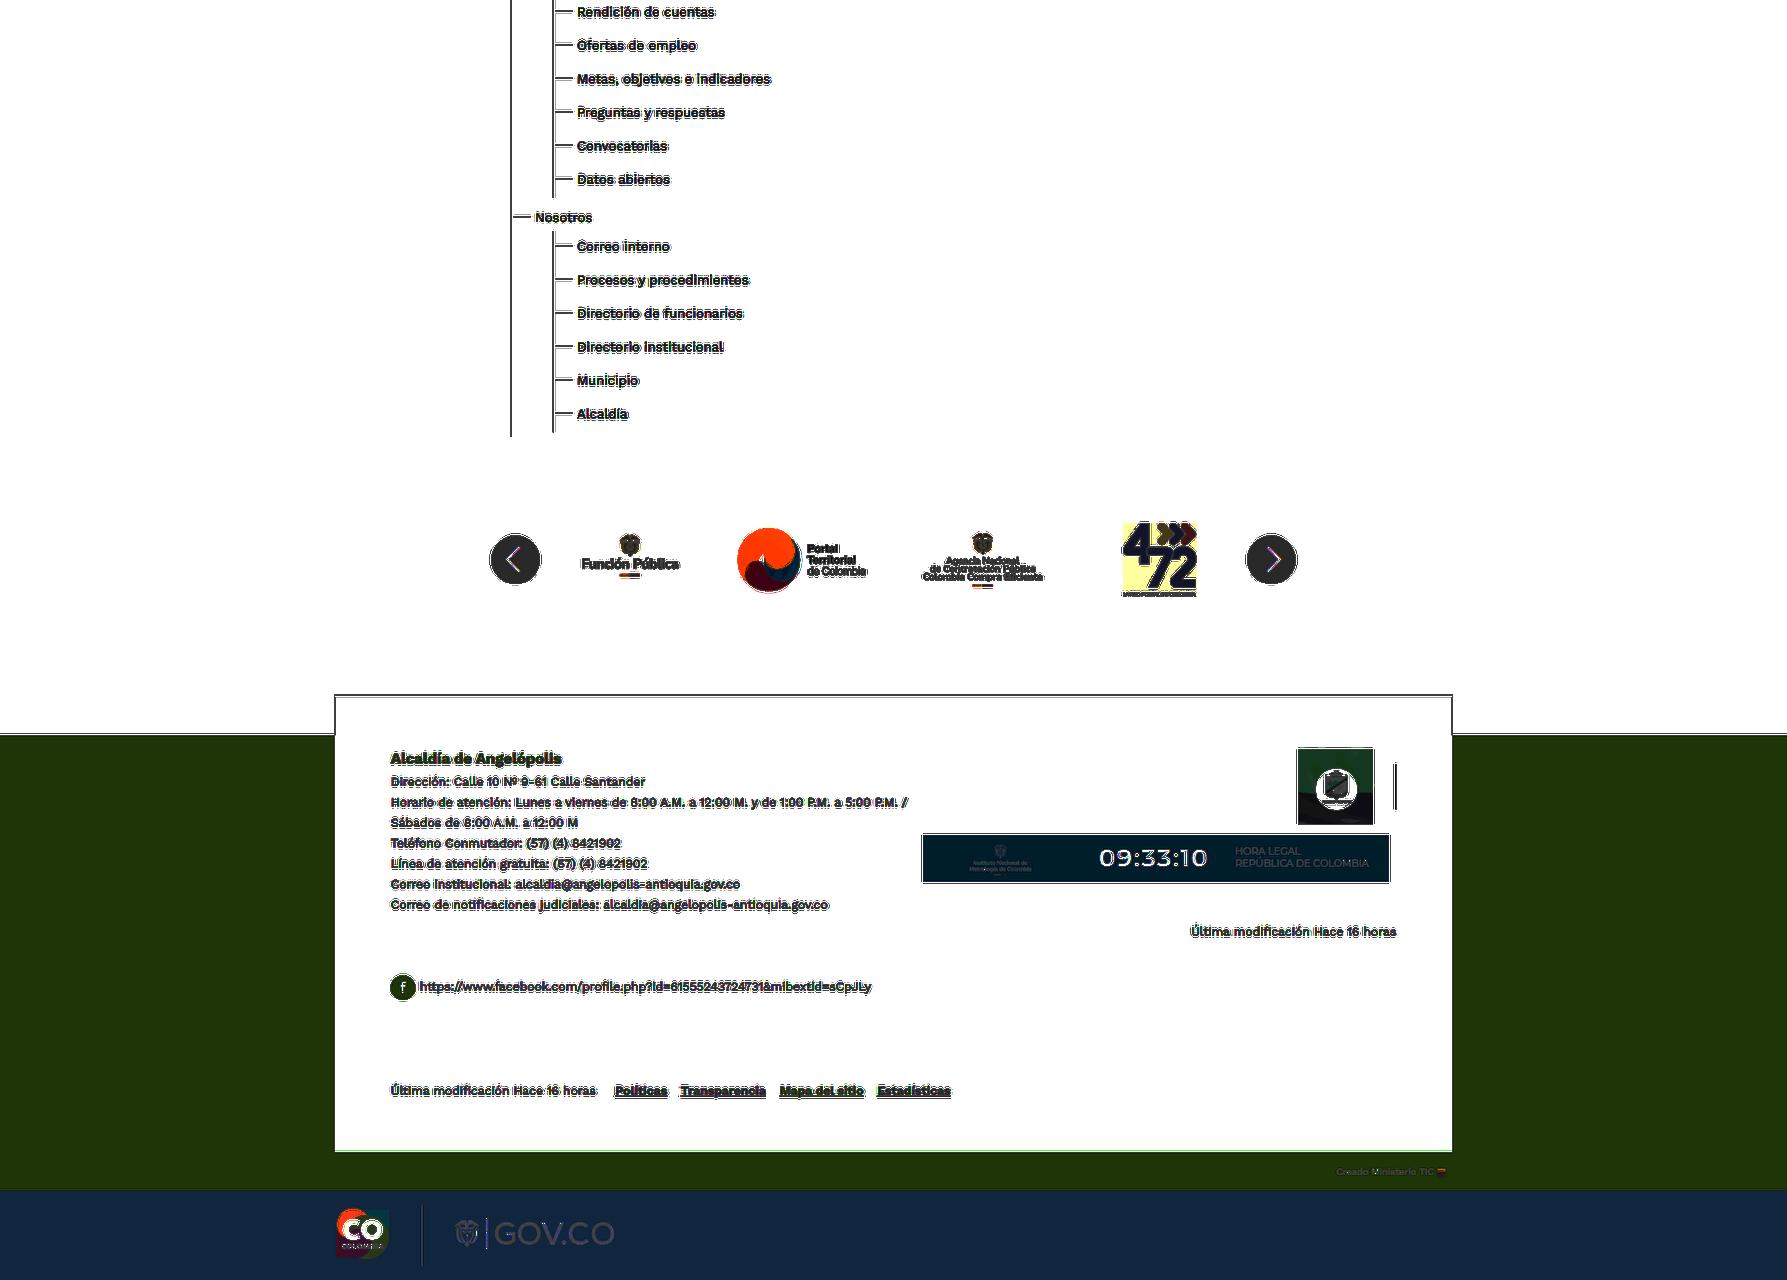 Rendición de cuentas
Ofertas de empleo
Metas, objetivos e indicadores
Preguntas y respuestas
Convocatorias
Datos abiertos
Nosotros
Correo interno
Procesos y procedimientos
Directorio de funcionarios
Directorio institucional
Municipio
Alcaldía
Función Pública
Portal
Territorial
de Colombia
Agencia Nacional
de Contratación Pública
Colombia Compra Eficiente
4
72
Alcaldía de Angelópolis
Dirección: Calle 10 Nº 9-61 Calle Santander
Horario de atención: Lunes a viernes de 8:00 A.M. a 12:00 M. y de 1:00 P.M. a 5:00 P.M. /
Sábados de 8:00 A.M. a 12:00 M
Teléfono Conmutador: (57) (4) 8421902
Línea de atención gratuita: (57) (4) 8421902
Correo institucional: alcaldia@angelopolis-antioquia.gov.co
Correo de notificaciones judiciales: alcaldia@angelopolis-antioquia.gov.co
Instituto Nacional de
Metrología de Colombia
09:33:10
HORA LEGAL
REPÚBLICA DE COLOMBIA
Última modificación Hace 16 horas
f https://www.facebook.com/profile.php?id=61555243724731&mibextid=sCpJLy
Última modificación Hace 16 horas Políticas Transparencia Mapa del sitio Estadísticas
Creado Ministerio TIC
CO
COLOMBIA
GOV.CO